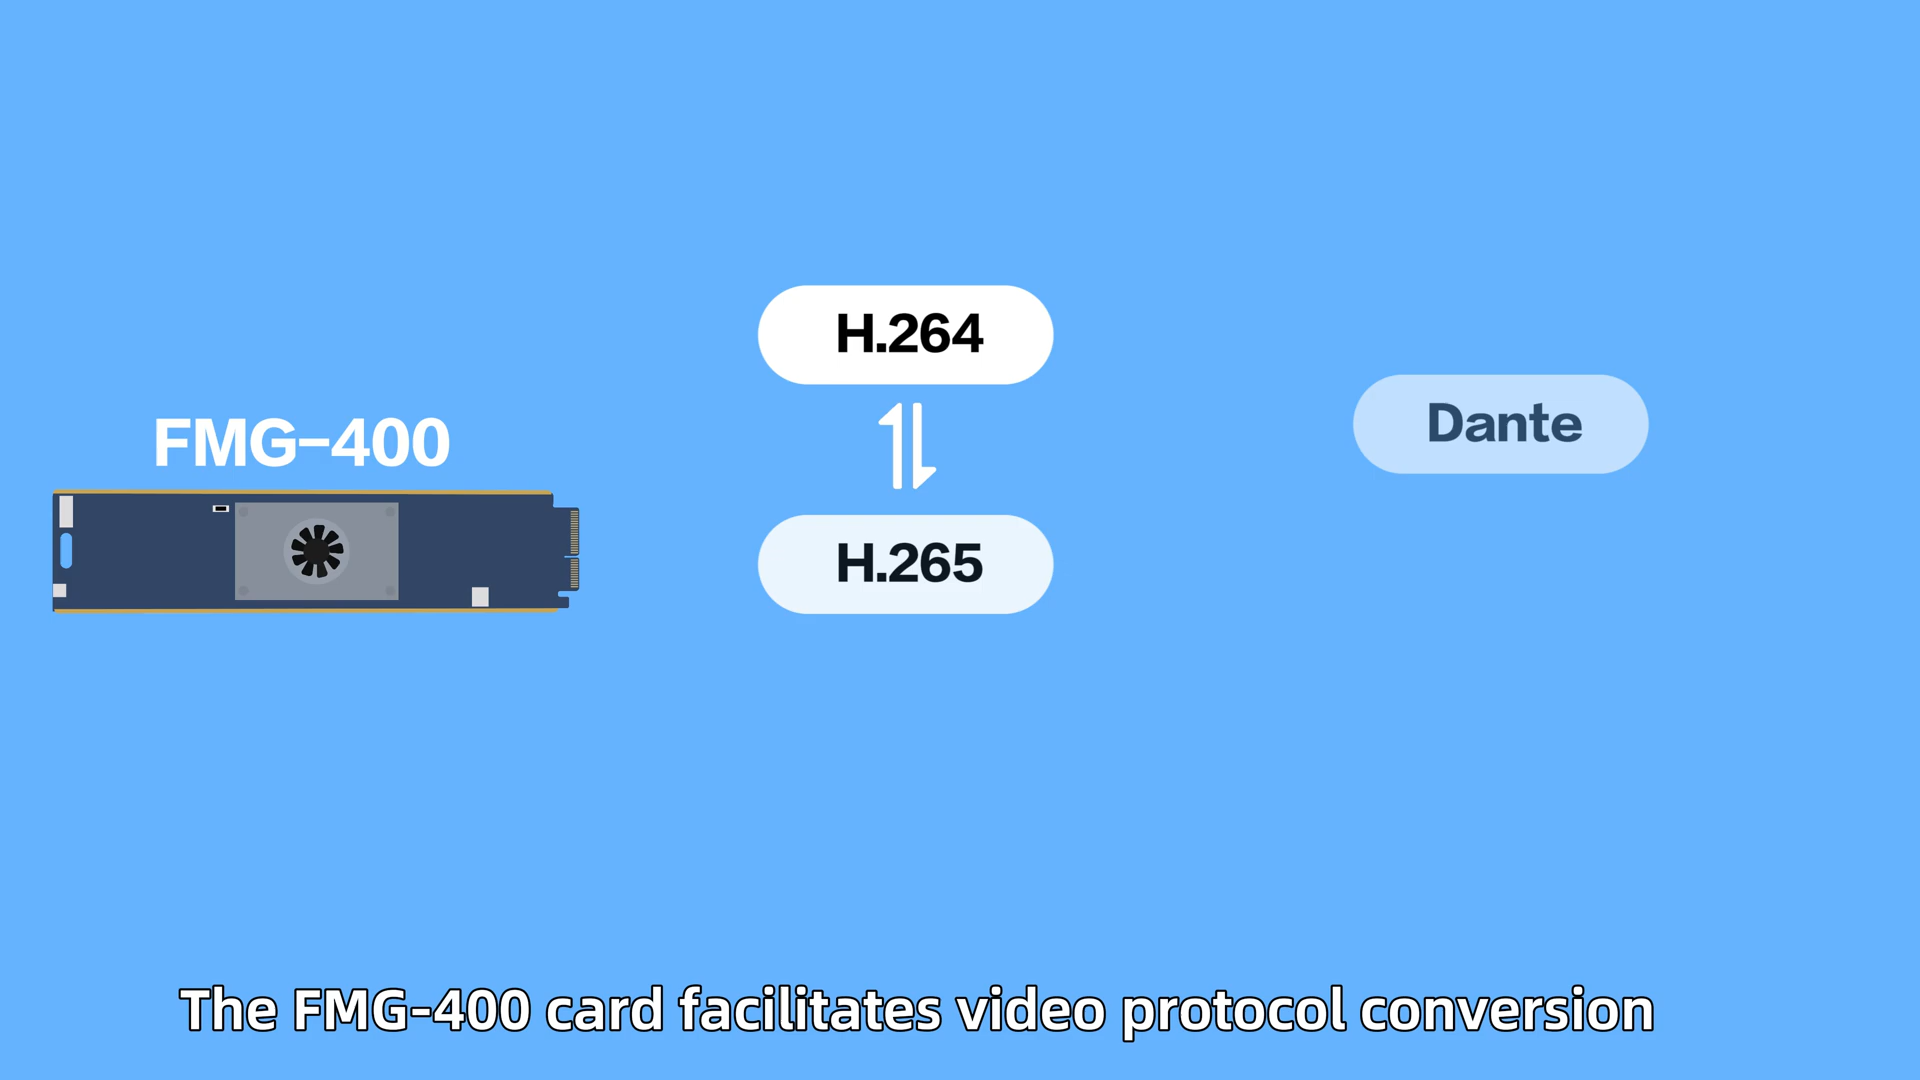 H.264
Dante
FMG-400
H.265
The FMG-400 card facilitates video protocol conversion